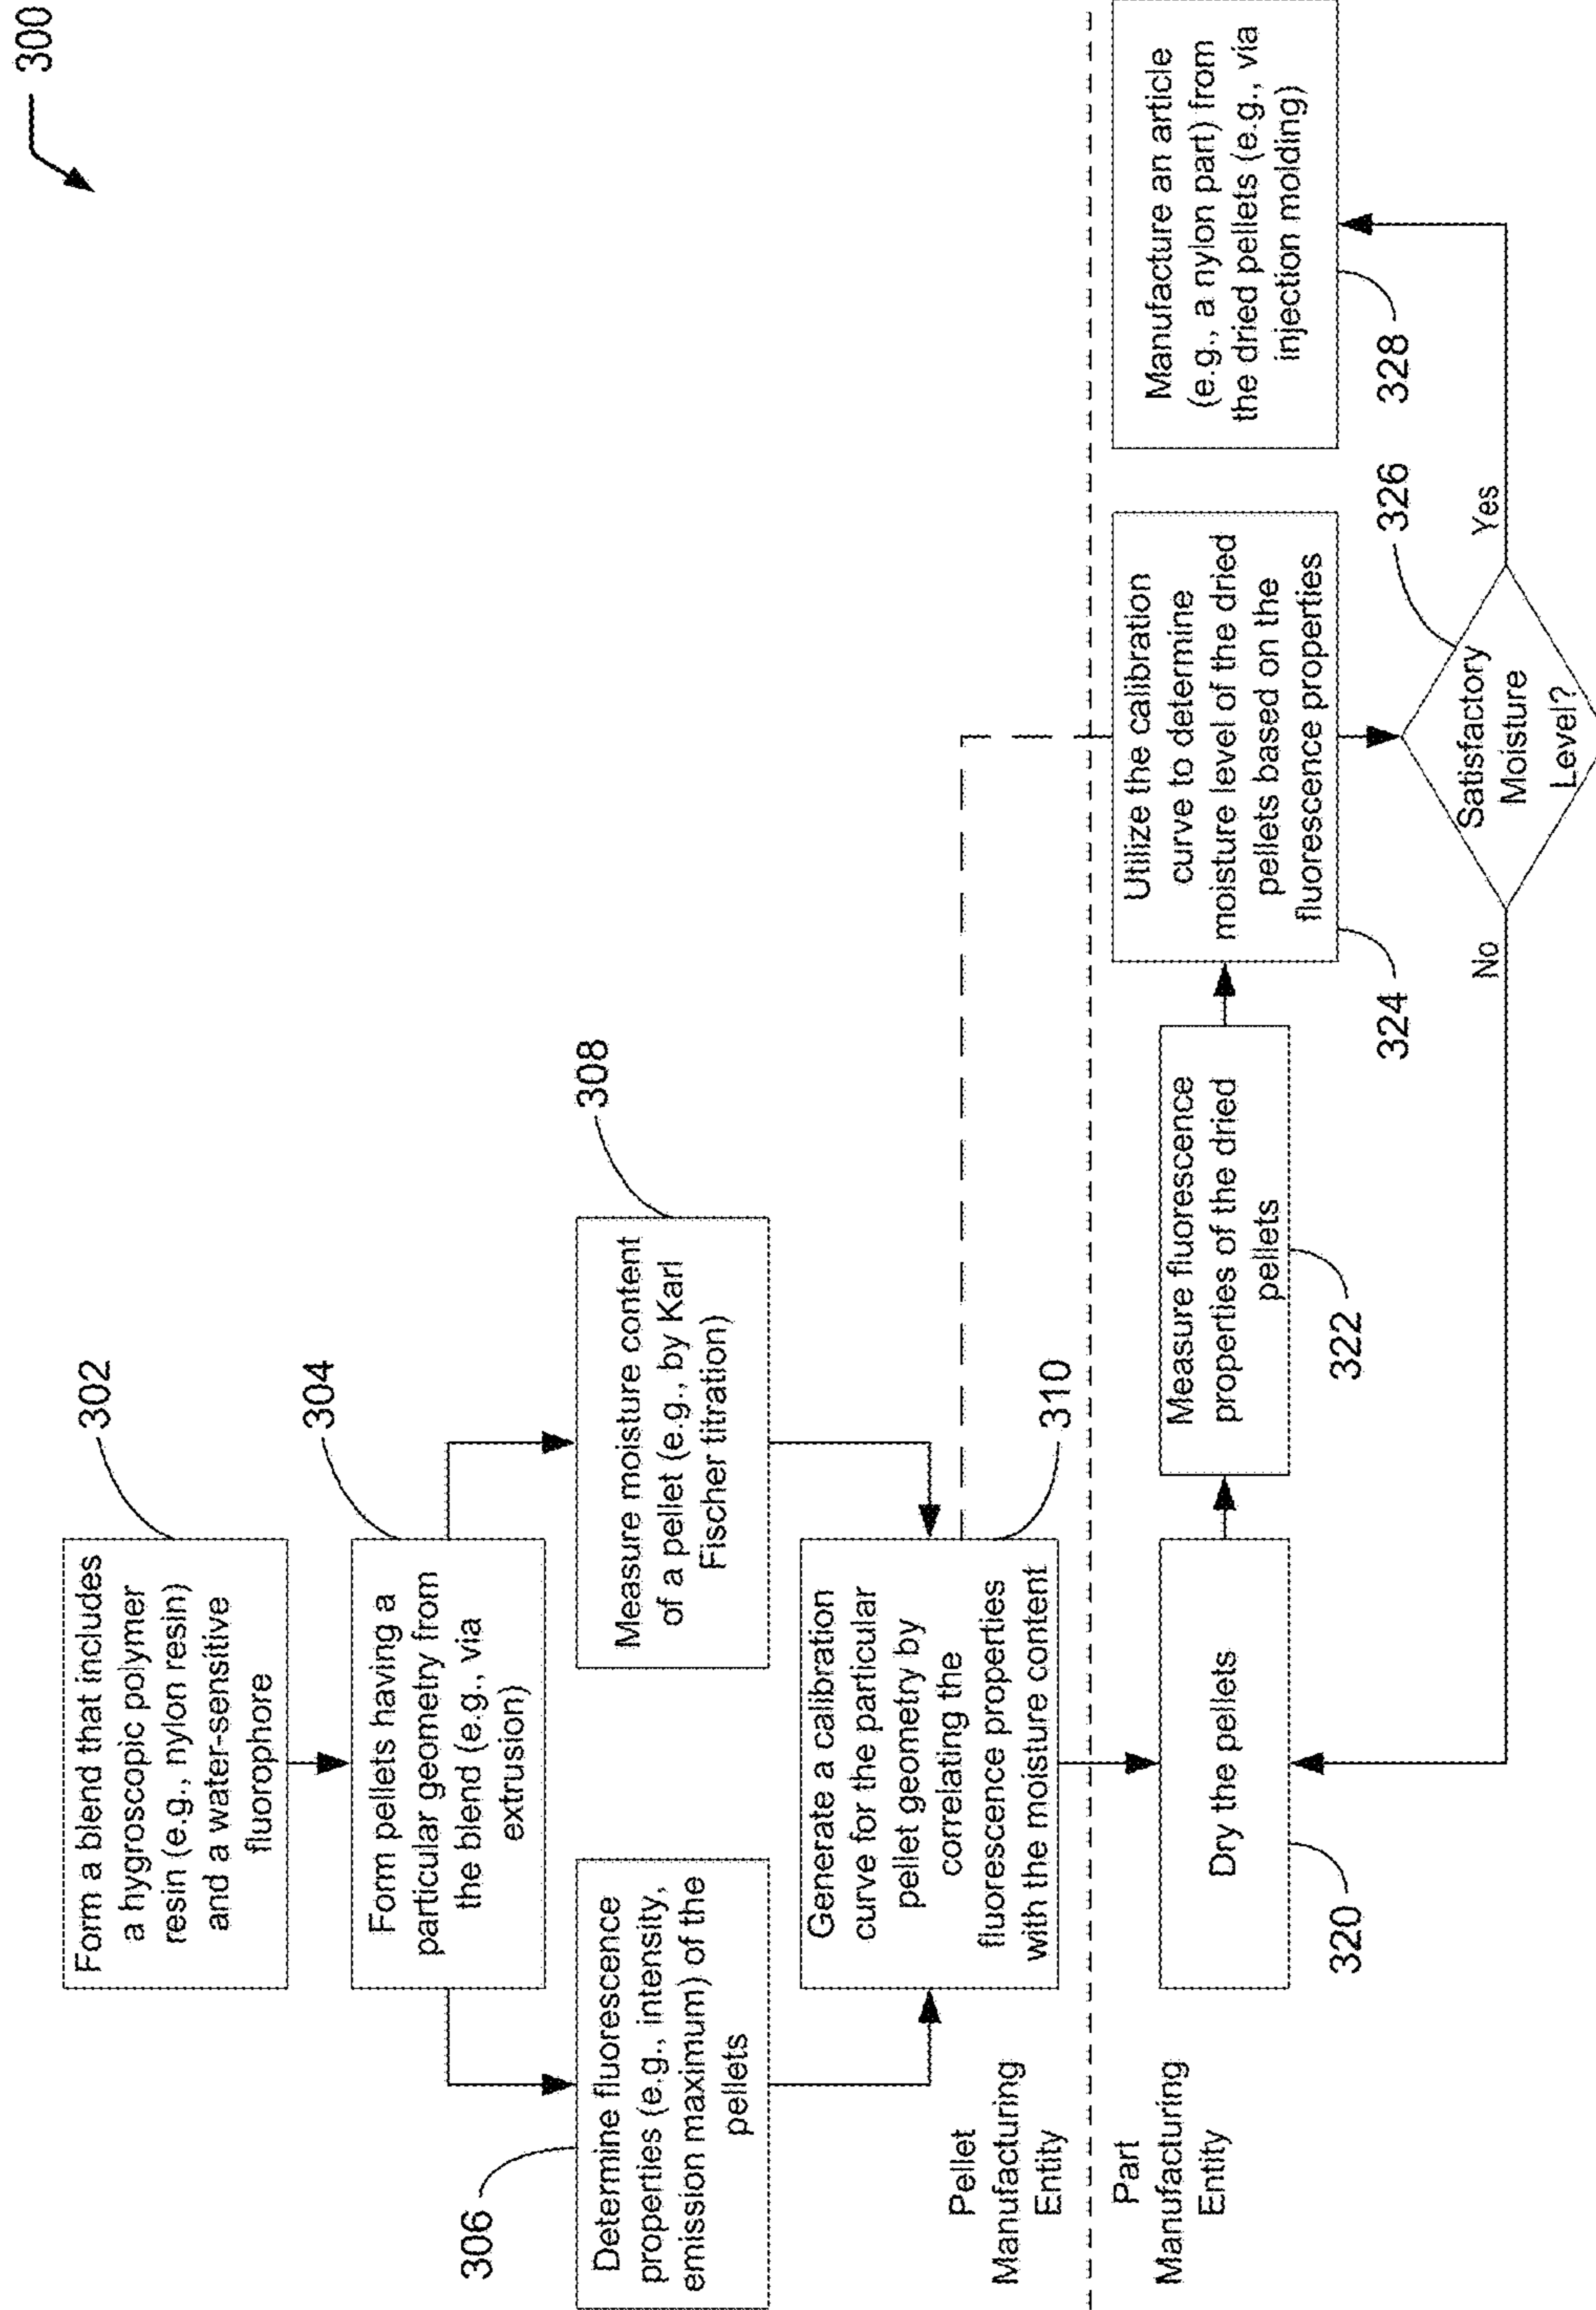 300
302
Form a blend that includes
a hygroscopic polymer
resin (e.g., nylon resin)
and a water-sensitive
fluorophore
304
Form pellets having a
particular geometry from
the blend (e.g., via
extrusion)
306
Determine fluorescence
properties (e.g., intensity,
emission maximum) of the
pellets
308
Measure moisture content
of a pellet (e.g., by Karl
Fischer titration)
310
Generate a calibration
curve for the particular
pellet geometry by
correlating the
fluorescence properties
with the moisture content
Pellet
Manufacturing
Entity
Part
Manufacturing
Entity
Dry the pellets
320
Measure fluorescence
properties of the dried
pellets
322
Utilize the calibration
curve to determine
moisture level of the dried
pellets based on the
fluorescence properties
324
326
Satisfactory
Moisture
Level?
No
Yes
Manufacture an article
(e.g., a nylon part) from
the dried pellets (e.g., via
injection molding)
328